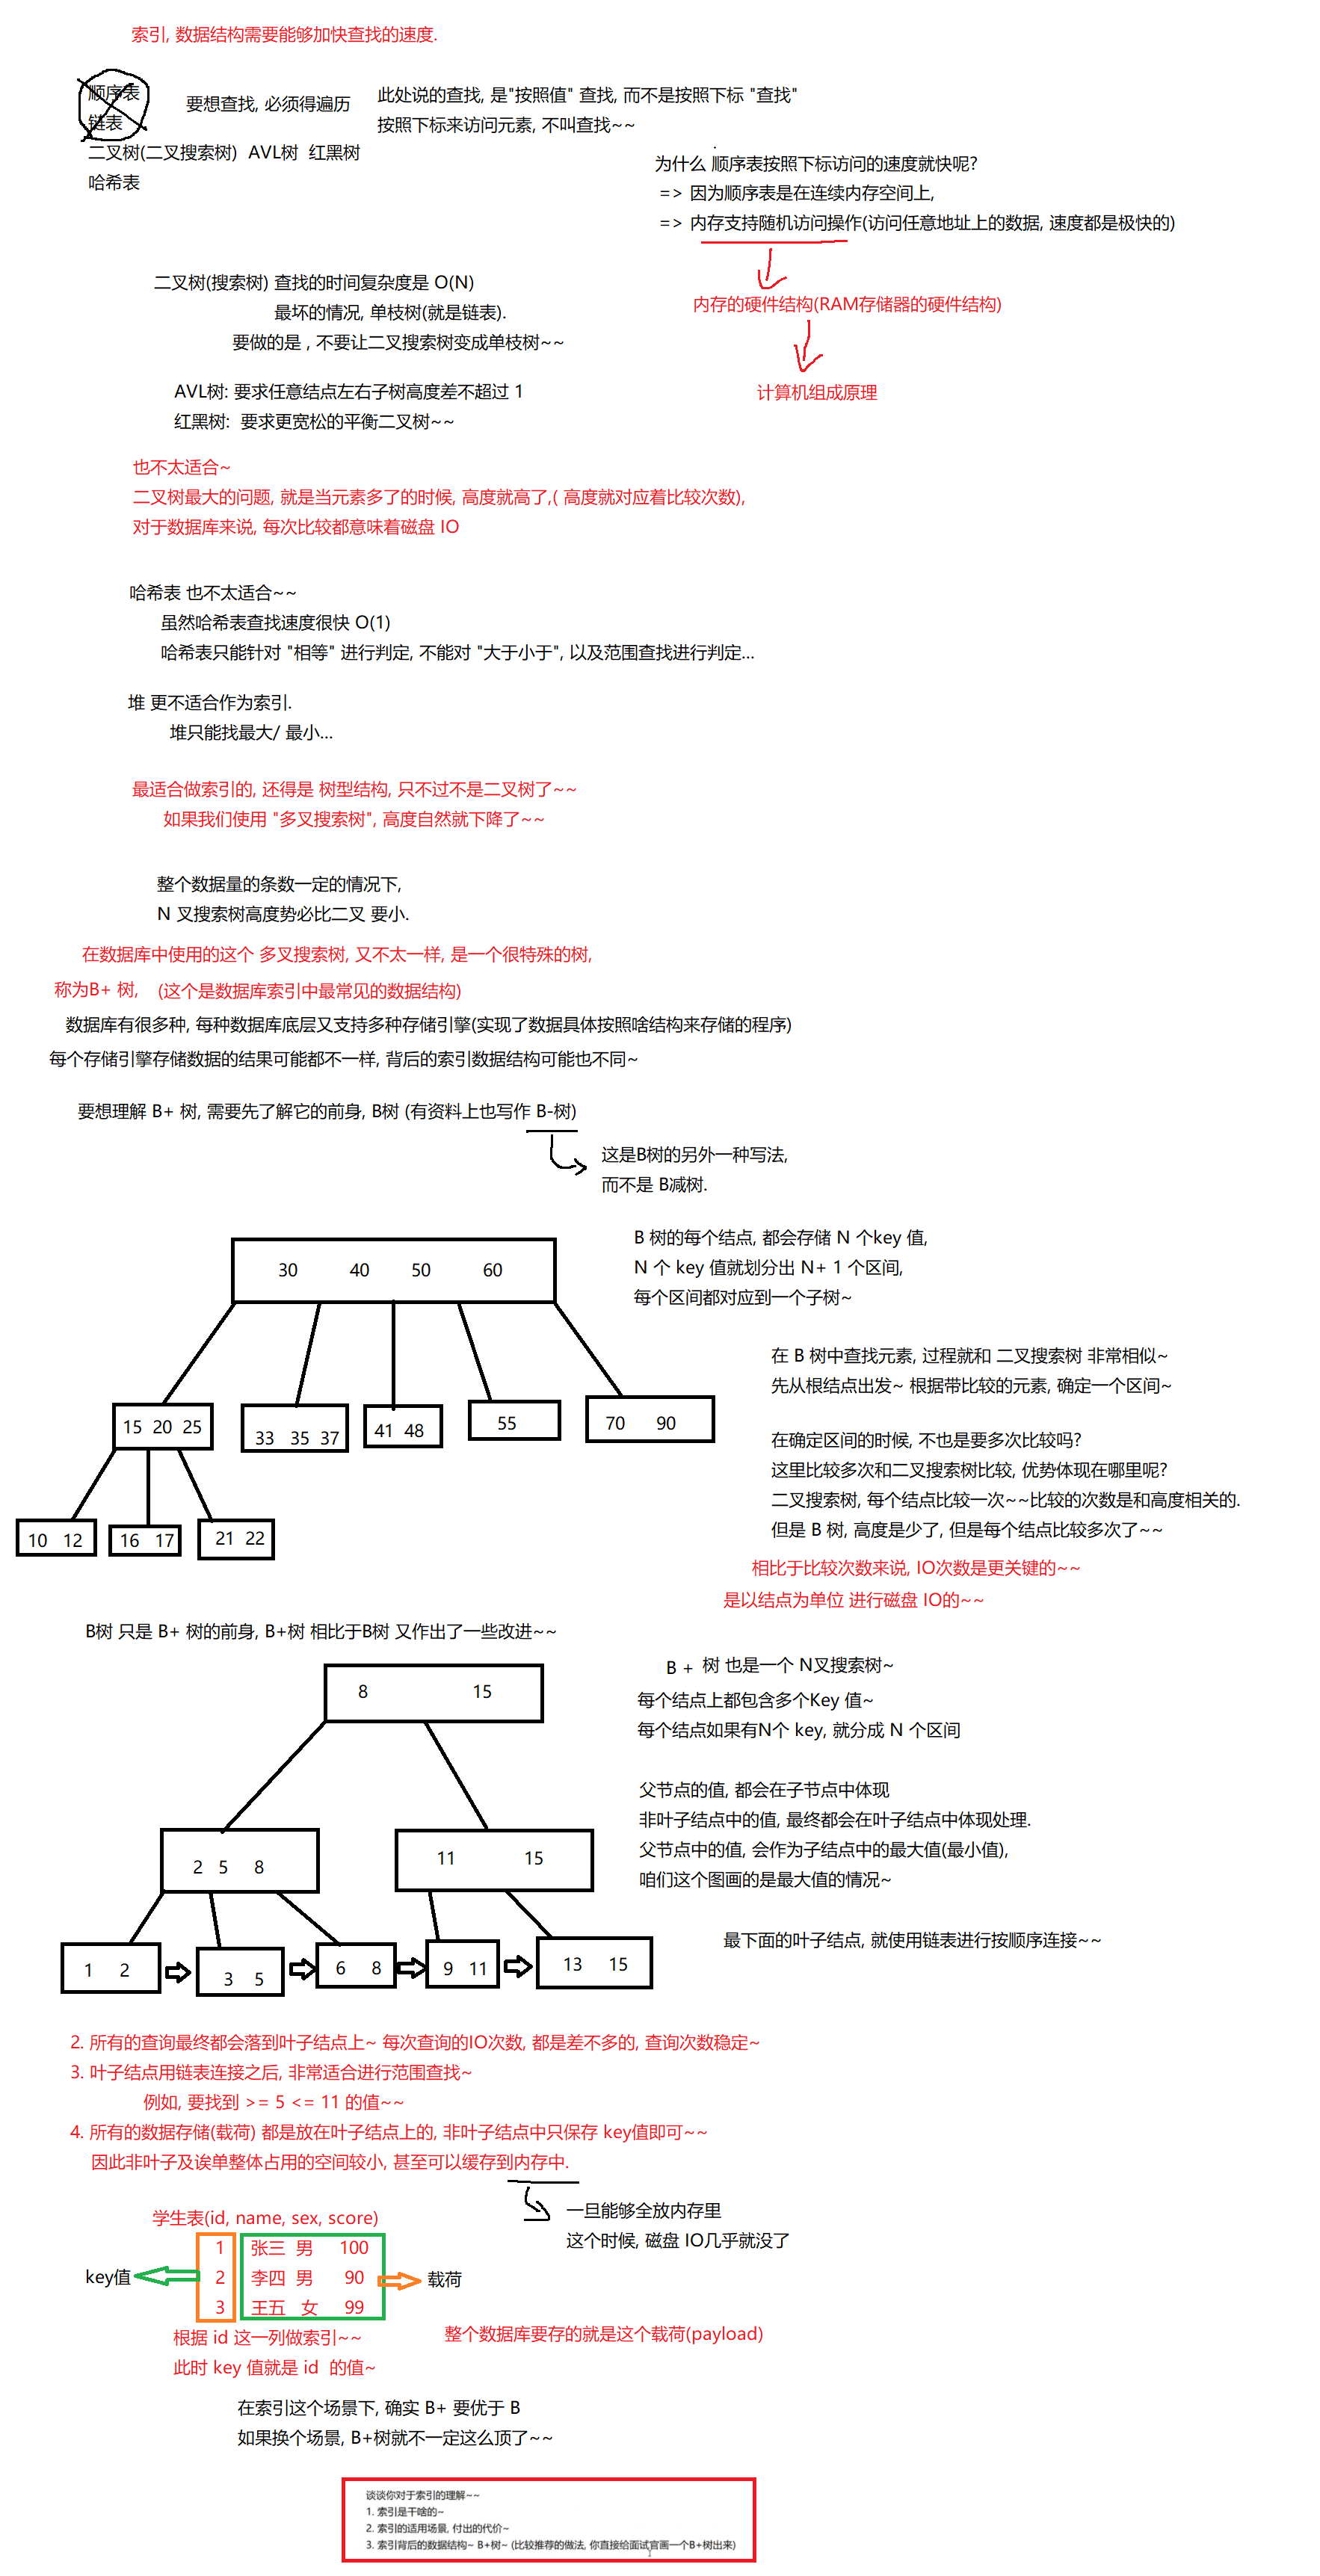 索引, 数据结构需要能够加快查找的速度.
顺序表
链表
要想查找, 必须得遍历
此处说的查找, 是"按照值" 查找, 而不是按照下标 "查找"
按照下标来访问元素, 不叫查找~~
二叉树(二叉搜索树) AVL树 红黑树
哈希表
为什么 顺序表按照下标访问的速度就快呢?
=> 因为顺序表是在连续内存空间上,
=> 内存支持随机访问操作(访问任意地址上的数据, 速度都是极快的)
内存的硬件结构(RAM存储器的硬件结构)
计算机组成原理
二叉树(搜索树) 查找的时间复杂度是 O(N)
最坏的情况, 单枝树(就是链表).
要做的是 , 不要让二叉搜索树变成单枝树~~
AVL树: 要求任意结点左右子树高度差不超过 1
红黑树: 要求更宽松的平衡二叉树~~
也不太适合~
二叉树最大的问题, 就是当元素多了的时候, 高度就高了,( 高度就对应着比较次数),
对于数据库来说, 每次比较都意味着磁盘 IO
哈希表 也不太适合~~
虽然哈希表查找速度很快 O(1)
哈希表只能针对 "相等" 进行判定, 不能对 "大于小于", 以及范围查找进行判定...
堆 更不适合作为索引.
堆只能找最大/ 最小...
最适合做索引的, 还得是 树型结构, 只不过不是二叉树了~~
如果我们使用 "多叉搜索树", 高度自然就下降了~~
整个数据量的条数一定的情况下,
N 叉搜索树高度势必比二叉 要小.
在数据库中使用的这个 多叉搜索树, 又不太一样, 是一个很特殊的树,
称为B+ 树, (这个是数据库索引中最常见的数据结构)
数据库有很多种, 每种数据库底层又支持多种存储引擎(实现了数据具体按照啥结构来存储的程序)
每个存储引擎存储数据的结果可能都不一样, 背后的索引数据结构可能也不同~
要想理解 B+ 树, 需要先了解它的前身, B树 (有资料上也写作 B-树)
这是B树的另外一种写法,
而不是 B减树.
B 树的每个结点, 都会存储 N 个key 值,
N 个 key 值就划分出 N+ 1 个区间,
每个区间都对应到一个子树~
30 40 50 60
15 20 25
33 35 37
41 48
55
70 90
10 12
16 17
21 22
在 B 树中查找元素, 过程就和 二叉搜索树 非常相似~
先从根结点出发~ 根据带比较的元素, 确定一个区间~
在确定区间的时候, 不也是要多次比较吗?
这里比较多次和二叉搜索树比较, 优势体现在哪里呢?
二叉搜索树, 每个结点比较一次~~比较的次数是和高度相关的.
但是 B 树, 高度是少了, 但是每个结点比较多次了~~
相比于比较次数来说, IO次数是更关键的~~
是以结点为单位 进行磁盘 IO的~~
B树 只是 B+ 树的前身, B+树 相比于B树 又作出了一些改进~~
B + 树 也是一个 N叉搜索树~
每个结点上都包含多个Key 值~
每个结点如果有N个 key, 就分成 N 个区间
父节点的值, 都会在子节点中体现
非叶子结点中的值, 最终都会在叶子结点中体现处理.
父节点中的值, 会作为子结点中的最大值(最小值),
咱们这个图画的是最大值的情况~
最下面的叶子结点, 就使用链表进行按顺序连接~~
8 15
2 5 8
11 15
1 2
3 5
6 8
9 11
13 15
2. 所有的查询最终都会落到叶子结点上~ 每次查询的IO次数, 都是差不多的, 查询次数稳定~
3. 叶子结点用链表连接之后, 非常适合进行范围查找~
例如, 要找到 >= 5 <= 11 的值~~
4. 所有的数据存储(载荷) 都是放在叶子结点上的, 非叶子结点中只保存 key值即可~~
因此非叶子及诶单整体占用的空间较小, 甚至可以缓存到内存中.
一旦能够全放内存里
这个时候, 磁盘 IO几乎就没了
学生表(id, name, sex, score)
1 张三 男 100
2 李四 男 90
3 王五 女 99
key值
载荷
根据 id 这一列做索引~~
此时 key 值就是 id 的值~
整个数据库要存的就是这个载荷(payload)
在索引这个场景下, 确实 B+ 要优于 B
如果换个场景, B+树就不一定这么顶了~~
谈谈你对于索引的理解~~
1. 索引是干啥的~
2. 索引的适用场景, 付出的代价~
3. 索引背后的数据结构~ B+树~ (比较推荐的做法, 你直接给面试官画一个B+树出来)